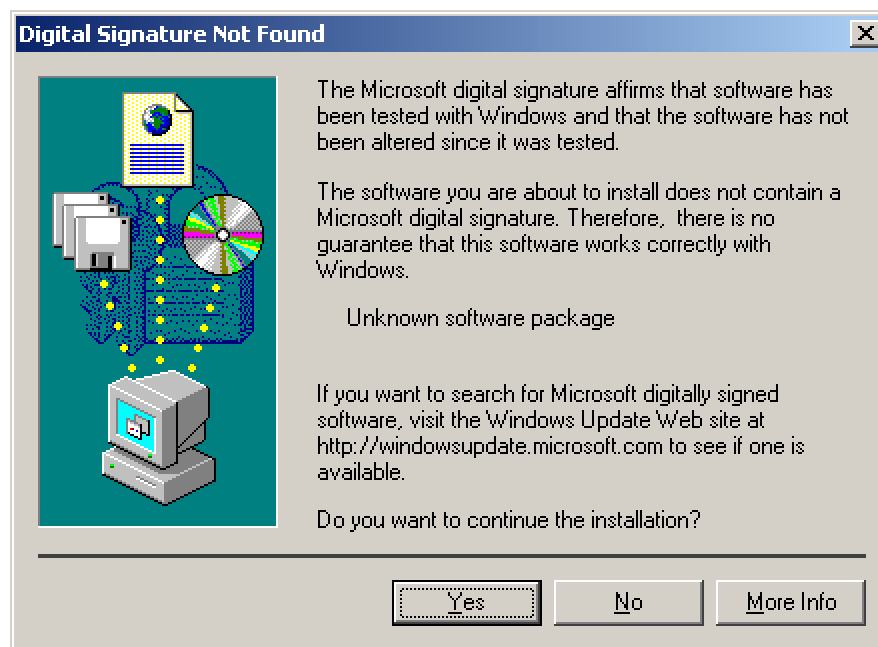 Digital Signature Not Found
The Microsoft digital signature affirms that software has
been tested with Windows and that the software has not
been altered since it was tested.
The software you are about to install does not contain a
Microsoft digital signature. Therefore,  there is no
guarantee that this software works correctly with
Windows.
Unknown software package
If you want to search for Microsoft digitally signed
software, visit the Windows Update Web site at
http://windowsupdate.microsoft.com to see if one is
available.
Do you want to continue the installation?
Yes No More Info